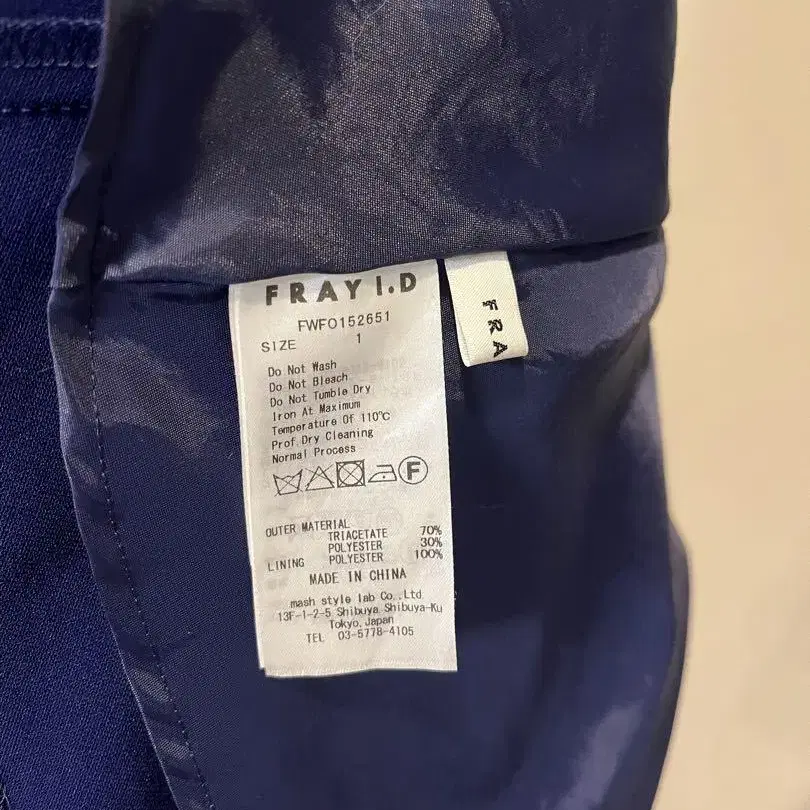 FRAY I.D
FWFO152651
SIZE 1
Do Not Wash
Do Not Bleach
Do Not Tumble Dry
Iron At Maximum
Temperature Of 110℃
Prof.Dry Cleaning
Normal Process
F
OUTER MATERIAL
TRIACETATE 70%
POLYESTER 30%
LINING POLYESTER 100%
MADE IN CHINA
mash style lab Co.,Ltd
13F-1-2-5 Shibuya Shibuya-Ku
Tokyo,Japan
TEL 03-5778-4105
FRA